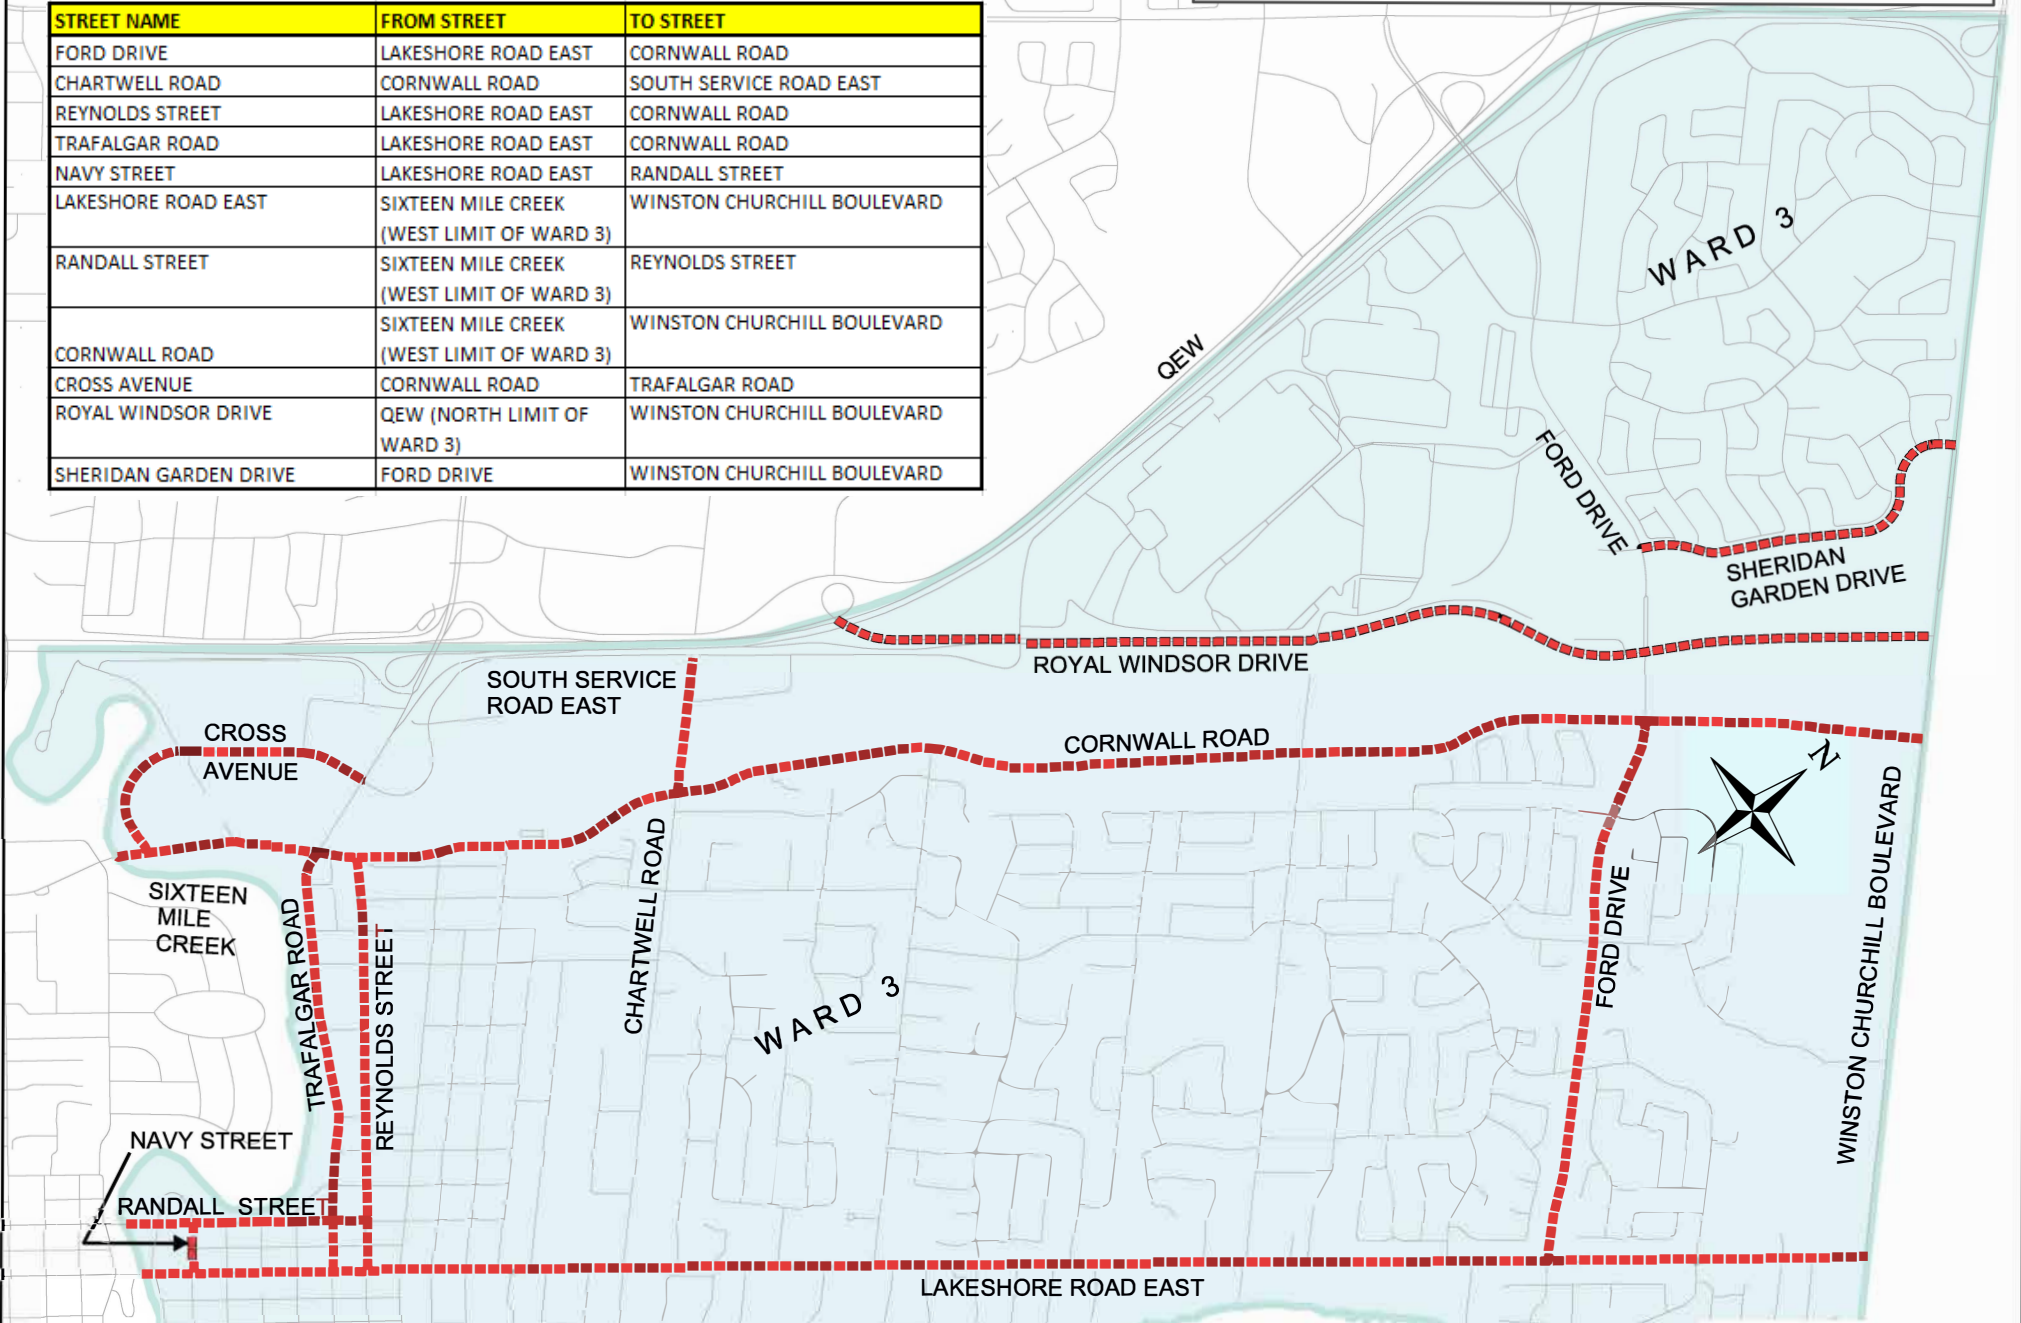 STREET NAME FROM STREET TO STREET
FORD DRIVE LAKESHORE ROAD EAST CORNWALL ROAD
CHARTWELL ROAD CORNWALL ROAD SOUTH SERVICE ROAD EAST
REYNOLDS STREET LAKESHORE ROAD EAST CORNWALL ROAD
TRAFALGAR ROAD LAKESHORE ROAD EAST CORNWALL ROAD
NAVY STREET LAKESHORE ROAD EAST RANDALL STREET
LAKESHORE ROAD EAST SIXTEEN MILE CREEK WINSTON CHURCHILL BOULEVARD
(WEST LIMIT OF WARD 3)
RANDALL STREET SIXTEEN MILE CREEK REYNOLDS STREET
(WEST LIMIT OF WARD 3)
SIXTEEN MILE CREEK WINSTON CHURCHILL BOULEVARD
CORNWALL ROAD (WEST LIMIT OF WARD 3)
CROSS AVENUE CORNWALL ROAD TRAFALGAR ROAD
ROYAL WINDSOR DRIVE QEW (NORTH LIMIT OF WINSTON CHURCHILL BOULEVARD
WARD 3)
SHERIDAN GARDEN DRIVE FORD DRIVE WINSTON CHURCHILL BOULEVARD
WARD 3
QEW
FORD DRIVE
SHERIDAN
GARDEN DRIVE
ROYAL WINDSOR DRIVE
SOUTH SERVICE
ROAD EAST
CROSS
AVENUE
CORNWALL ROAD
N
SIXTEEN
MILE
CREEK
TRAFALGAR ROAD
REYNOLDS STREET
CHARTWELL ROAD
WARD 3
FORD DRIVE
WINSTON CHURCHILL BOULEVARD
NAVY STREET
RANDALL STREET
LAKESHORE ROAD EAST